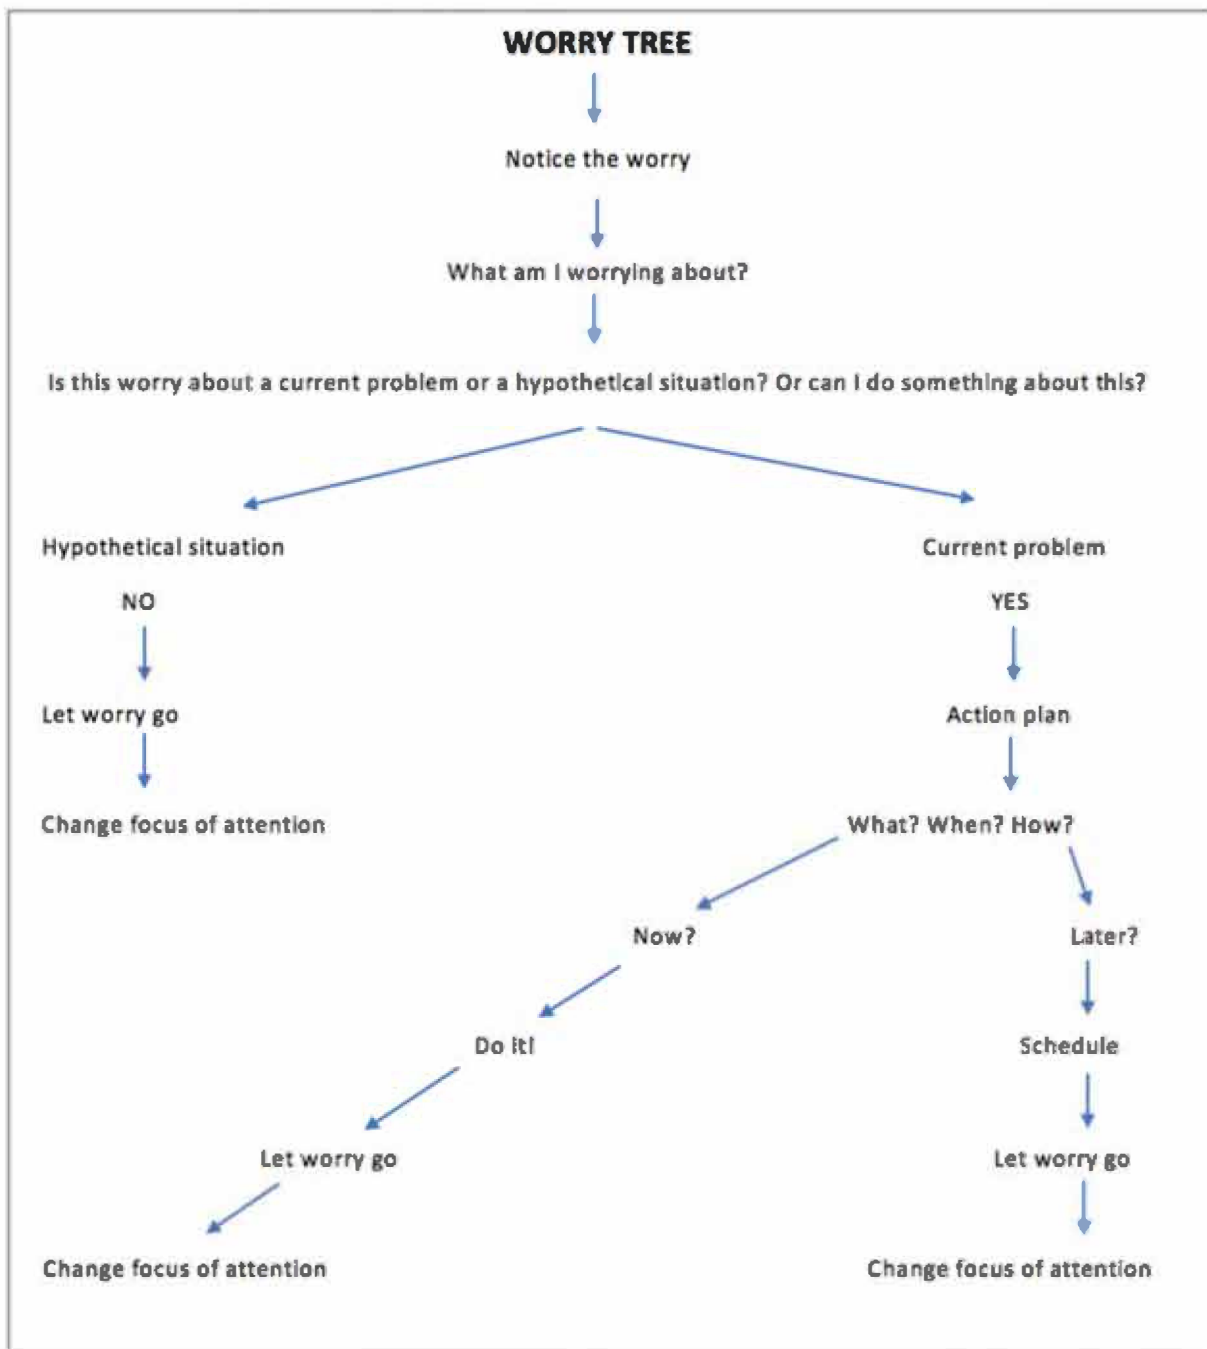 WORRY TREE
Notice the worry
What am I worrying about?
Is this worry about a current problem or a hypothetical situation? Or can I do something about this?
Hypothetical situation
Current problem
NO
YES
Let worry go
Action plan
Change focus of attention
What? When? How?
Now?
Later?
Do it!
Schedule
Let worry go
Let worry go
Change focus of attention
Change focus of attention